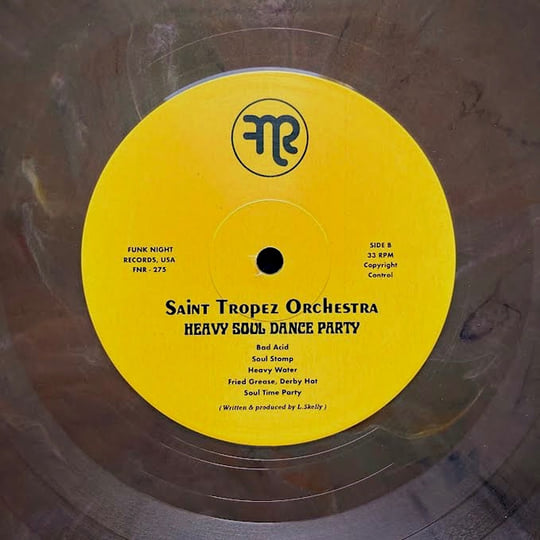 FNR
FUNK NIGHT
RECORDS, USA
FNR - 275
SIDE B
33 RPM
Copyright
Control
Saint Tropez Orchestra
HEAVY SOUL DANCE PARTY
Bad Acid
Soul Stomp
Heavy Water
Fried Grease, Derby Hat
Soul Time Party
( Written & produced by L.Skelly )